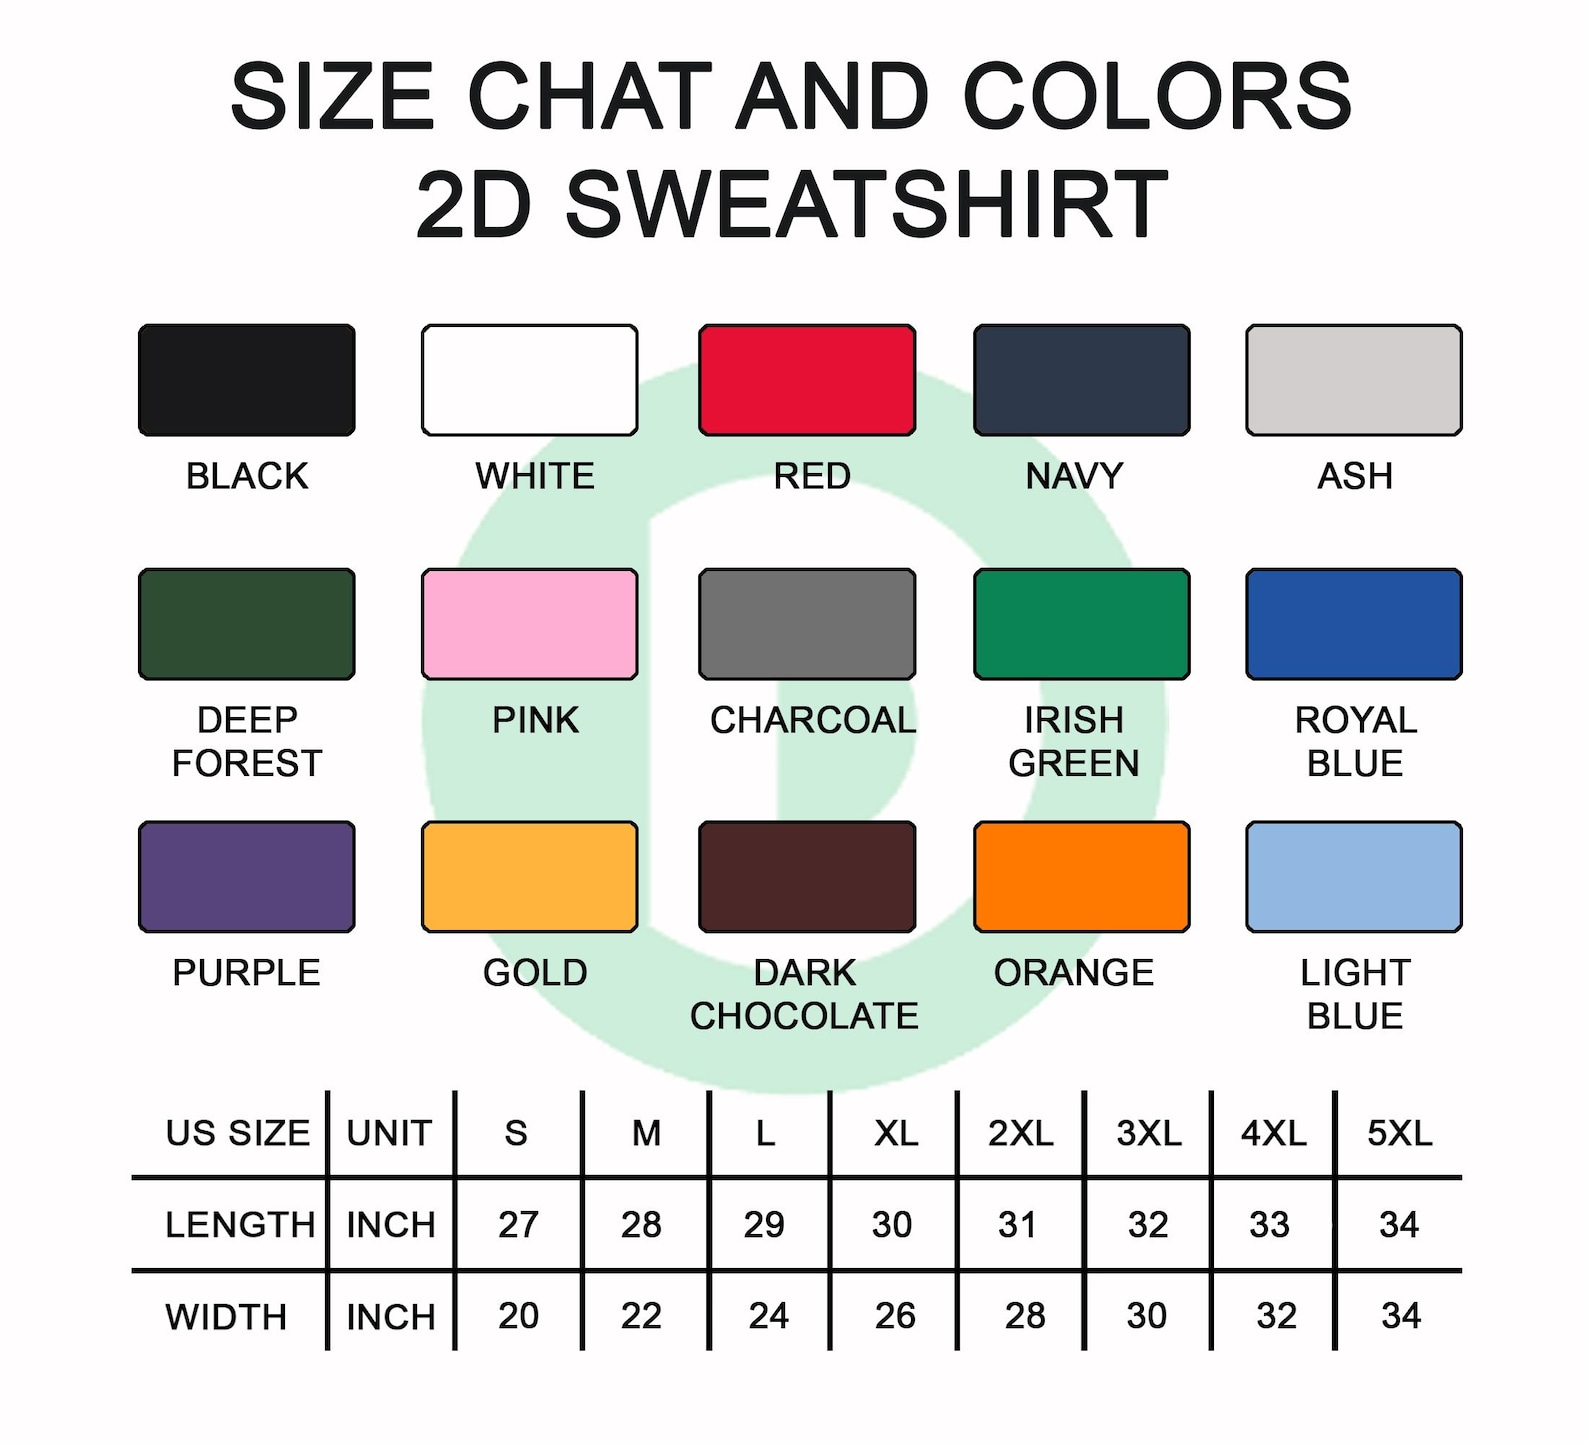 SIZE CHAT AND COLORS
2D SWEATSHIRT
BLACK WHITE RED NAVY ASH
DEEP FOREST PINK CHARCOAL IRISH GREEN ROYAL BLUE
PURPLE GOLD DARK CHOCOLATE ORANGE LIGHT BLUE
US SIZE UNIT S M L XL 2XL 3XL 4XL 5XL
LENGTH INCH 27 28 29 30 31 32 33 34
WIDTH INCH 20 22 24 26 28 30 32 34